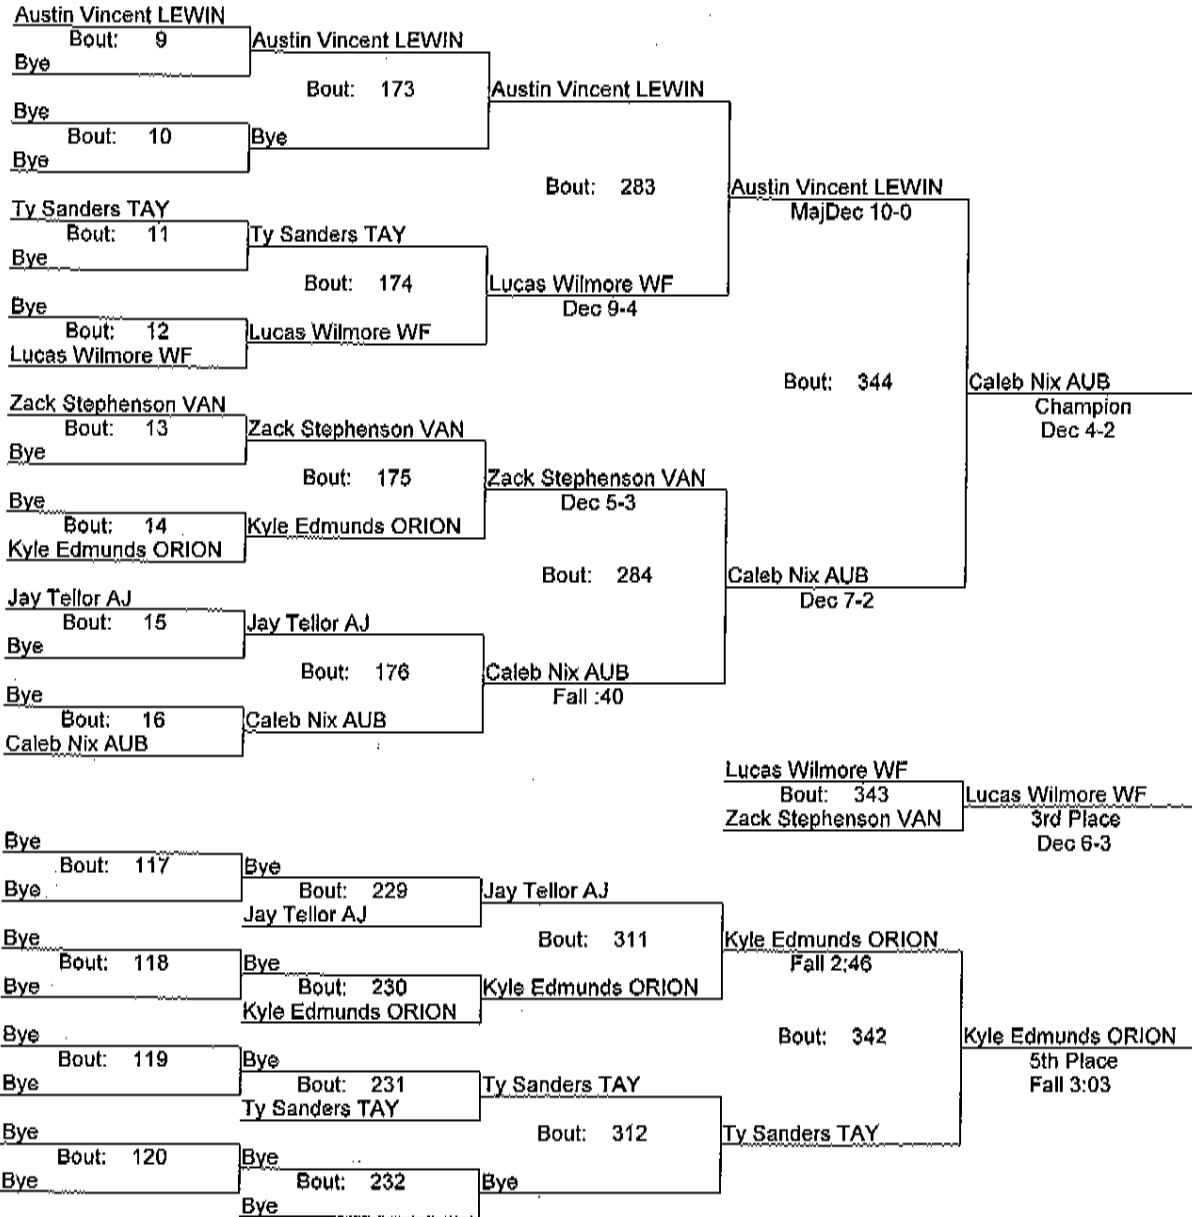 Austin Vincent LEWIN
Bout: 9
Bye
Austin Vincent LEWIN
Bout: 173
Austin Vincent LEWIN
Bye
Bout: 10
Bye
Bye
Bout: 283
Austin Vincent LEWIN
MajDec 10-0
Ty Sanders TAY
Bout: 11
Bye
Ty Sanders TAY
Bout: 174
Lucas Wilmore WF
Dec 9-4
Bye
Bout: 12
Lucas Wilmore WF
Lucas Wilmore WF
Bout: 344
Caleb Nix AUB
Champion
Dec 4-2
Zack Stephenson VAN
Bout: 13
Bye
Zack Stephenson VAN
Bout: 175
Zack Stephenson VAN
Dec 5-3
Bye
Bout: 14
Kyle Edmunds ORION
Kyle Edmunds ORION
Bout: 284
Caleb Nix AUB
Dec 7-2
Jay Tellor AJ
Bout: 15
Bye
Jay Tellor AJ
Bout: 176
Caleb Nix AUB
Fall :40
Bye
Bout: 16
Caleb Nix AUB
Caleb Nix AUB
Lucas Wilmore WF
Bout: 343
Zack Stephenson VAN
Lucas Wilmore WF
3rd Place
Dec 6-3
Bye
Bout: 117
Bye
Bye
Bout: 229
Jay Tellor AJ
Jay Tellor AJ
Bout: 311
Kyle Edmunds ORION
Fall 2:46
Bye
Bout: 118
Bye
Bye
Bout: 230
Kyle Edmunds ORION
Kyle Edmunds ORION
Bout: 342
Kyle Edmunds ORION
5th Place
Fall 3:03
Bye
Bout: 119
Bye
Bye
Bout: 231
Ty Sanders TAY
Ty Sanders TAY
Bout: 312
Ty Sanders TAY
Bye
Bout: 120
Bye
Bye
Bout: 232
Bye
Bye